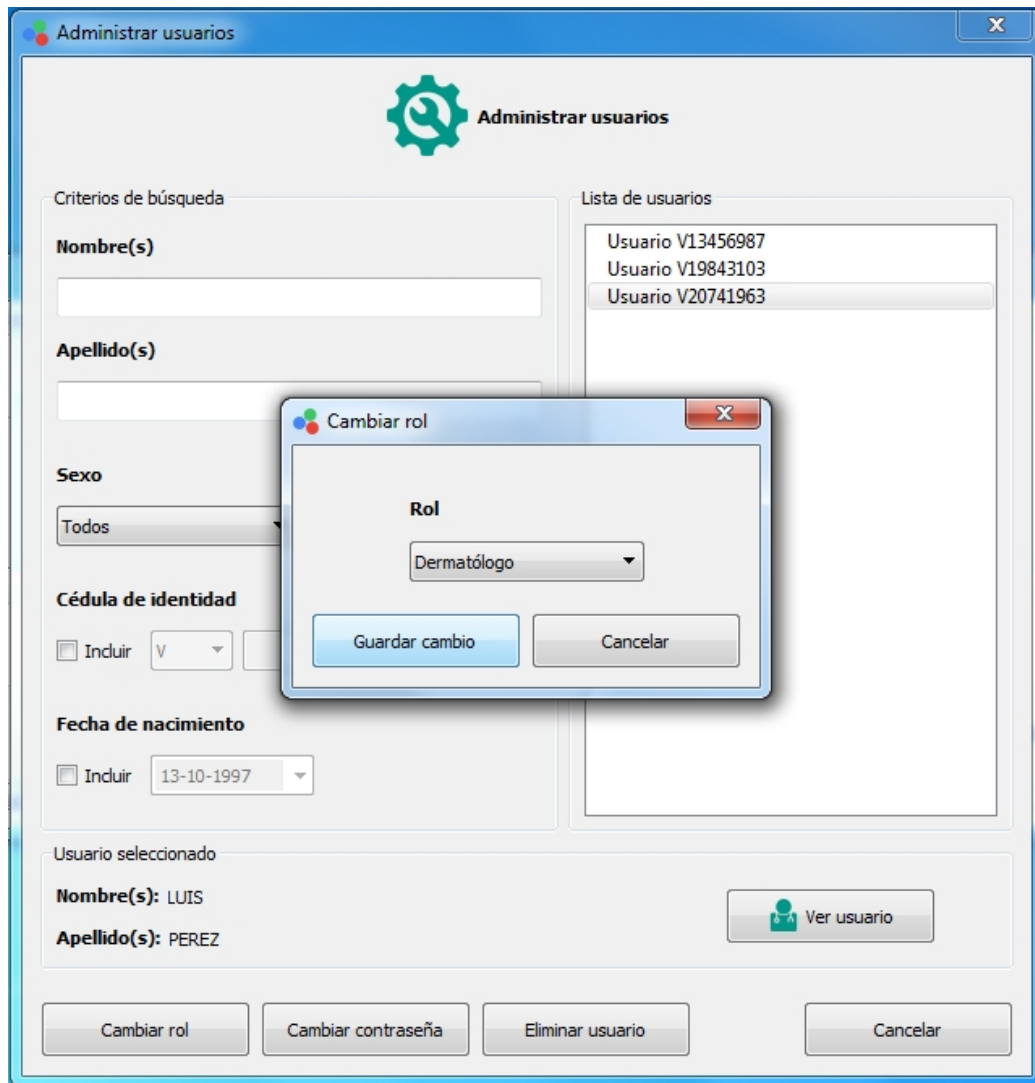 Administrar usuarios
Administrar usuarios
Criterios de búsqueda
Nombre(s)
Apellido(s)
Sexo
Todos
Cédula de identidad
Incluir V
Fecha de nacimiento
Incluir 13-10-1997
Lista de usuarios
Usuario V13456987
Usuario V19843103
Usuario V20741963
Cambiar rol
Rol
Dermatólogo
Guardar cambio Cancelar
Usuario seleccionado
Nombre(s): LUIS
Apellido(s): PEREZ
Ver usuario
Cambiar rol Cambiar contraseña Eliminar usuario Cancelar